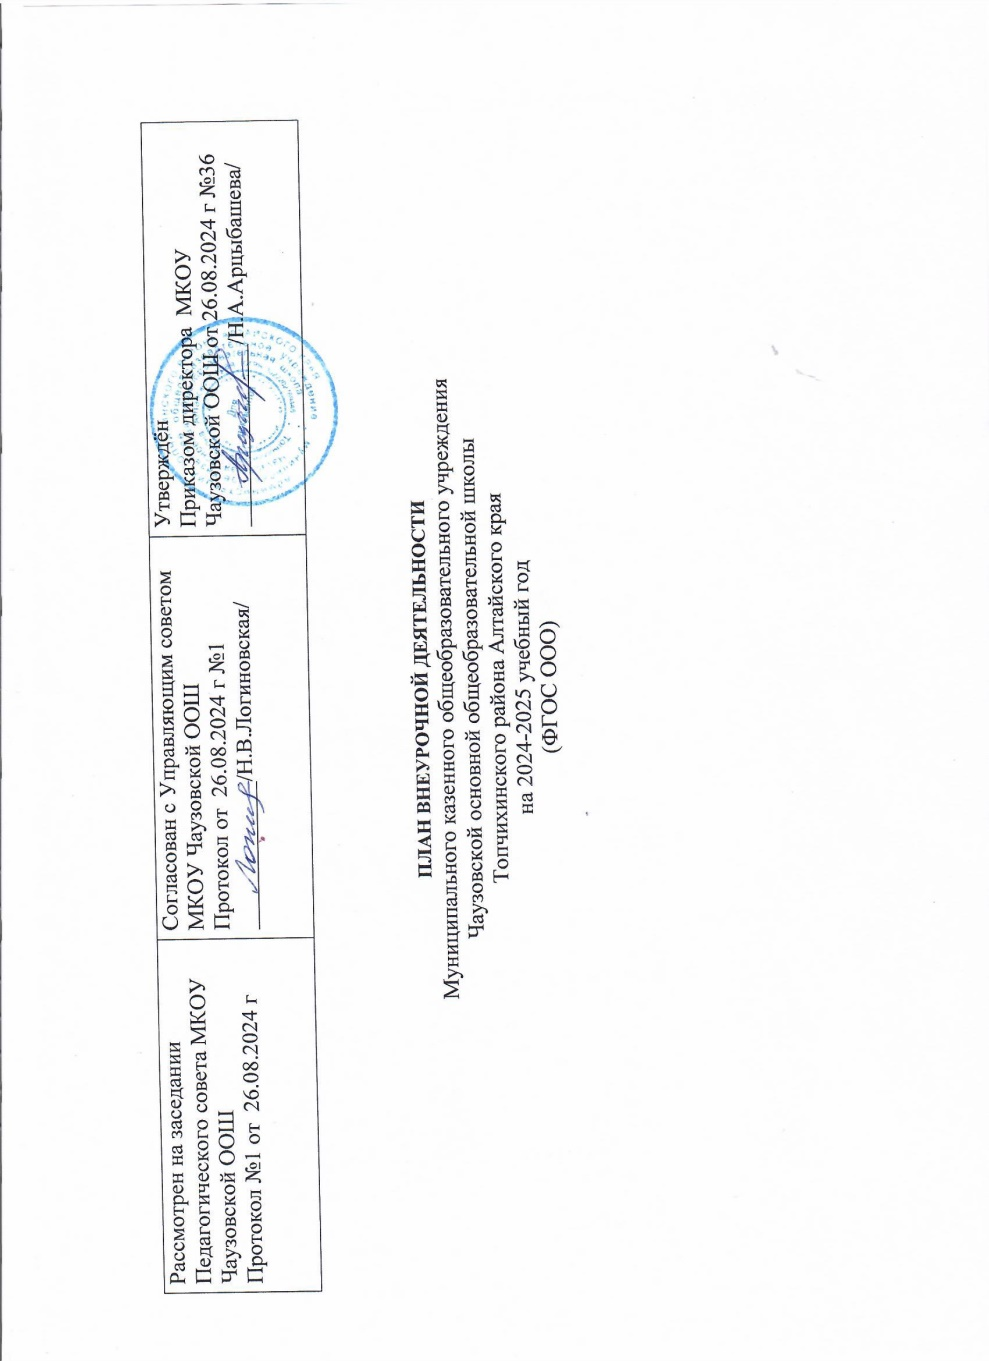 Рассмотрен на заседании
Педагогического совета МКОУ
Чаузовской ООШ
Протокол №1 от 26.08.2024 г
Согласован с Управляющим советом
МКОУ Чаузовской ООШ
Протокол от 26.08.2024 г №1
/Н.В.Логиновская/
Утверждён
Приказом директора МКОУ
Чаузовской ООШ от 26.08.2024 г №36
/Н.А.Арцыбашева/
ПЛАН ВНЕУРОЧНОЙ ДЕЯТЕЛЬНОСТИ
Муниципального казенного общеобразовательного учреждения
Чаузовской основной общеобразовательной школы
Топчихинского района Алтайского края
на 2024-2025 учебный год
(ФГОС ООО)